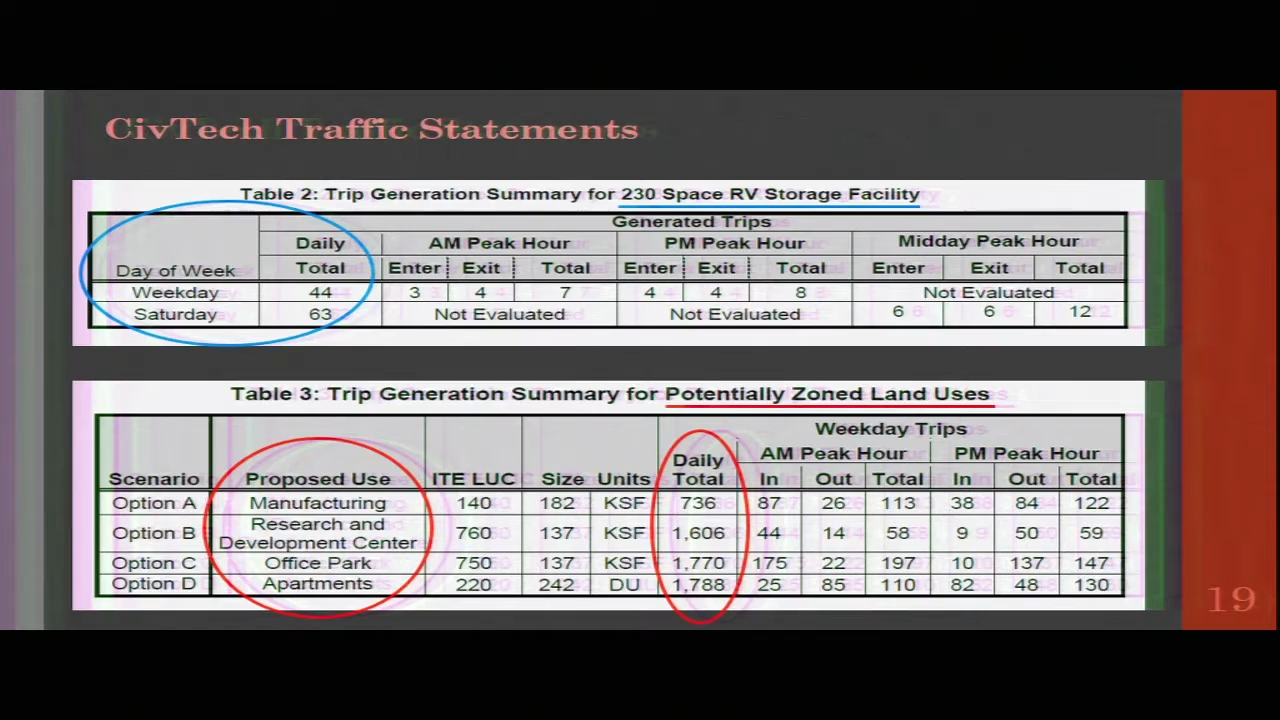 CivTech Traffic Statements
Table 2: Trip Generation Summary for 230 Space RV Storage Facility
Generated Trips
Daily AM Peak Hour PM Peak Hour Midday Peak Hour
Day of Week Total Enter Exit Total Enter Exit Total Enter Exit Total
Weekday 44 3 4 7 4 4 8 Not Evaluated
Saturday 63 Not Evaluated Not Evaluated 6 6 12
Table 3: Trip Generation Summary for Potentially Zoned Land Uses
Weekday Trips
Daily AM Peak Hour PM Peak Hour
Scenario Proposed Use ITE LUC Size Units Total In Out Total In Out Total
Option A Manufacturing 140 182 KSF 736 87 26 113 38 84 122
Research and
Option B 760 137 KSF 1,606 44 14 58 9 50 59
Development Center
Option C Office Park 750 137 KSF 1,770 175 22 197 10 137 147
Option D Apartments 220 242 DU 1,788 25 85 110 82 48 130
19